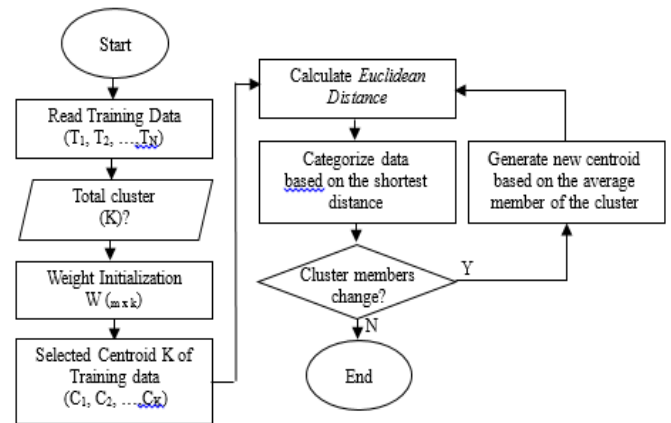 Start
Read Training Data
(T1, T2, ....TN)
Total cluster
(K)?
Weight Initialization
W (m x k)
Selected Centroid K of
Training data
(C1, C2, ....CK)
Calculate Euclidean
Distance
Categorize data
based on the shortest
distance
Cluster members
change?
Y
N
End
Generate new centroid
based on the average
member of the cluster